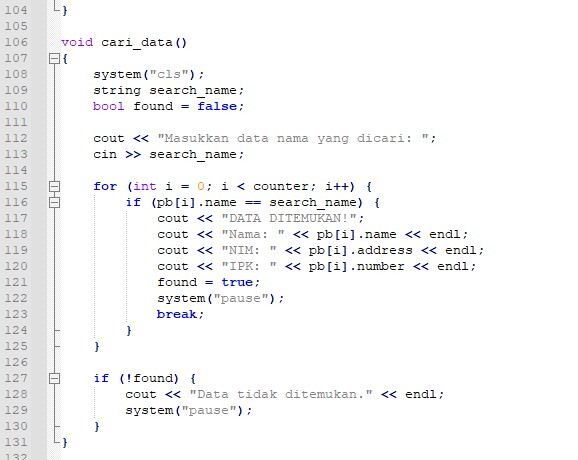 104 }
105
106 void cari_data()
107 {
108 system("cls");
109 string search_name;
110 bool found = false;
111
112 cout << "Masukkan data nama yang dicari: ";
113 cin >> search_name;
114
115 for (int i = 0; i < counter; i++) {
116 if (pb[i].name == search_name) {
117 cout << "DATA DITEMUKAN!";
118 cout << "Nama: " << pb[i].name << endl;
119 cout << "NIM: " << pb[i].address << endl;
120 cout << "IPK: " << pb[i].number << endl;
121 found = true;
122 system("pause");
123 break;
124 }
125 }
126
127 if (!found) {
128 cout << "Data tidak ditemukan." << endl;
129 system("pause");
130 }
131 }
132